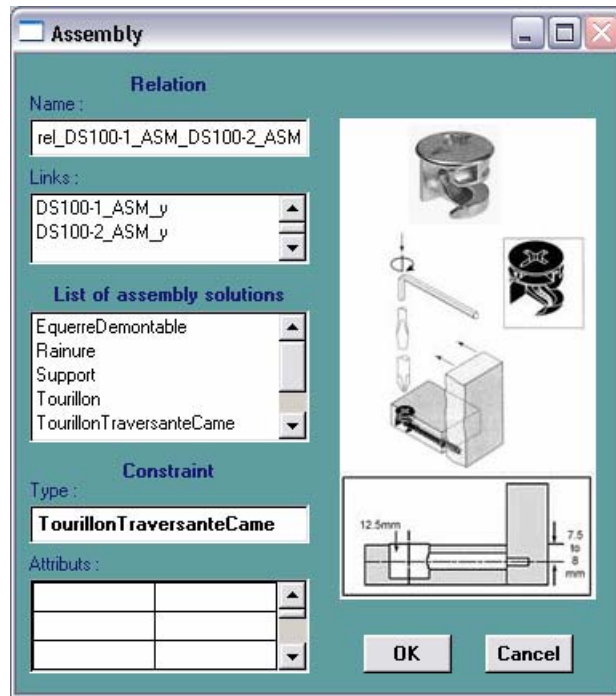 Assembly
Relation
Name :
rel_DS100-1_ASM_DS100-2_ASM
Links :
DS100-1_ASM_y
DS100-2_ASM_y
List of assembly solutions
EquerreDemontable
Rainure
Support
Tourillon
TourillonTraversanteCame
Constraint
Type :
TourillonTraversanteCame
Attributs :
12.5mm
7.5
to
8
mm
OK
Cancel